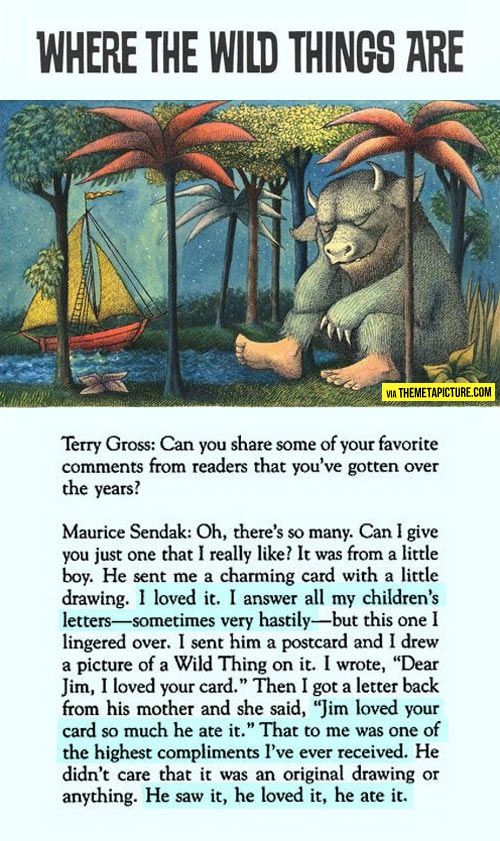 WHERE THE WILD THINGS ARE
VIA THEMETAPICTURE.COM
Terry Gross: Can you share some of your favorite
comments from readers that you've gotten over
the years?
Maurice Sendak: Oh, there's so many. Can I give
you just one that I really like? It was from a little
boy. He sent me a charming card with a little
drawing. I loved it. I answer all my children's
letters—sometimes very hastily—but this one I
lingered over. I sent him a postcard and I drew
a picture of a Wild Thing on it. I wrote, “Dear
Jim, I loved your card.” Then I got a letter back
from his mother and she said, “Jim loved your
card so much he ate it.” That to me was one of
the highest compliments I've ever received. He
didn't care that it was an original drawing or
anything. He saw it, he loved it, he ate it.